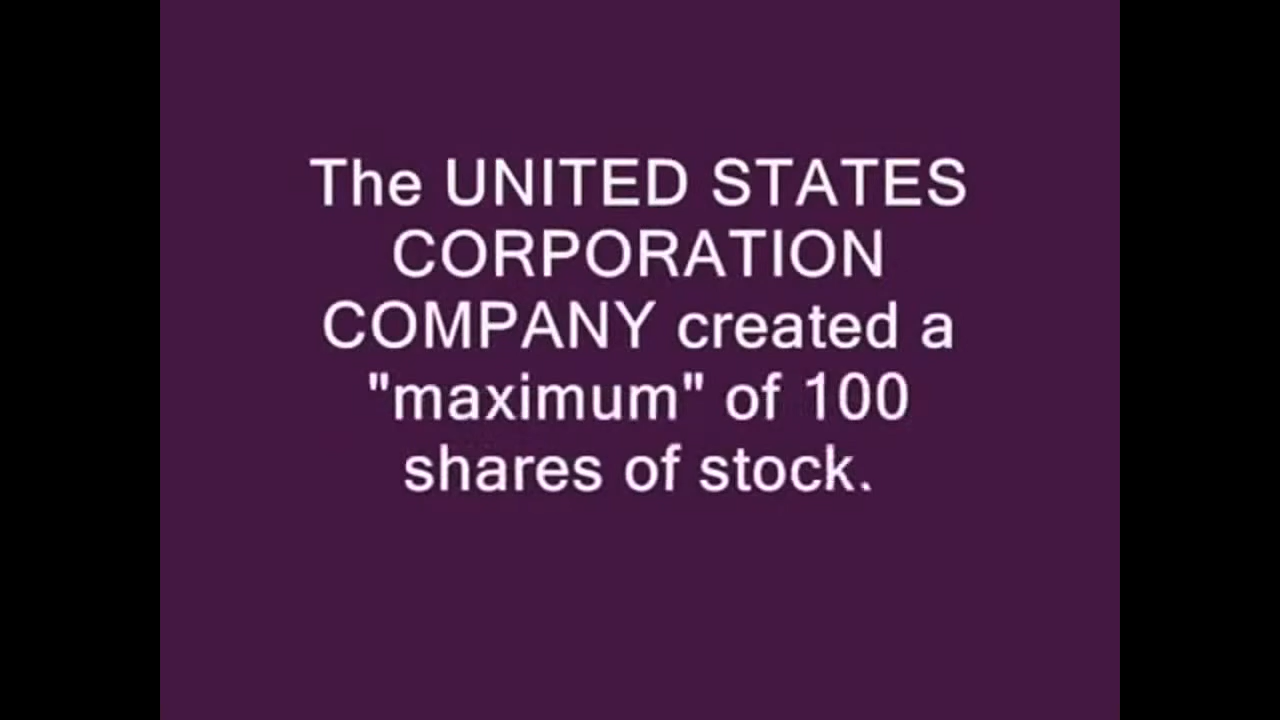 The UNITED STATES
CORPORATION
COMPANY created a
"maximum" of 100
shares of stock.